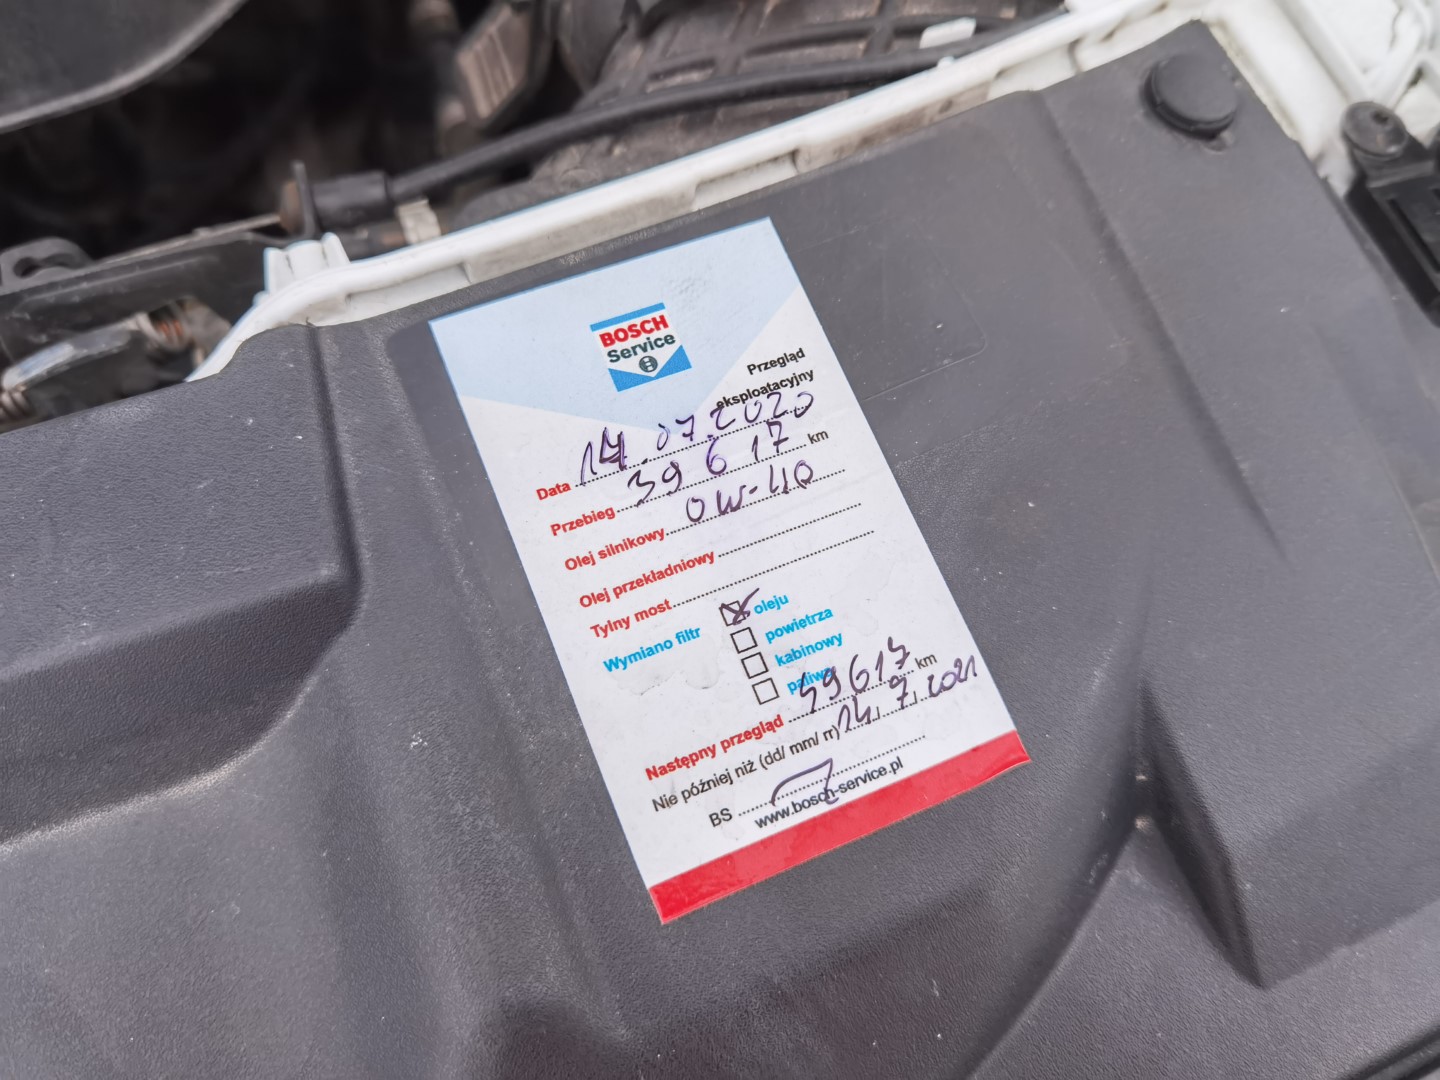 BOSCH
Service
Przegląd
eksploatacyjny
Data 14.07.2020
Przebieg 39617 km
Olej silnikowy 0W-40
Olej przekładniowy
Tylny most
Wymiano filtr oleju
powietrza
kabinowy
paliwa
Następny przegląd 49617 km
Nie później niż (dd/ mm/ rr) 14. 7. 2021
BS
www.bosch-service.pl